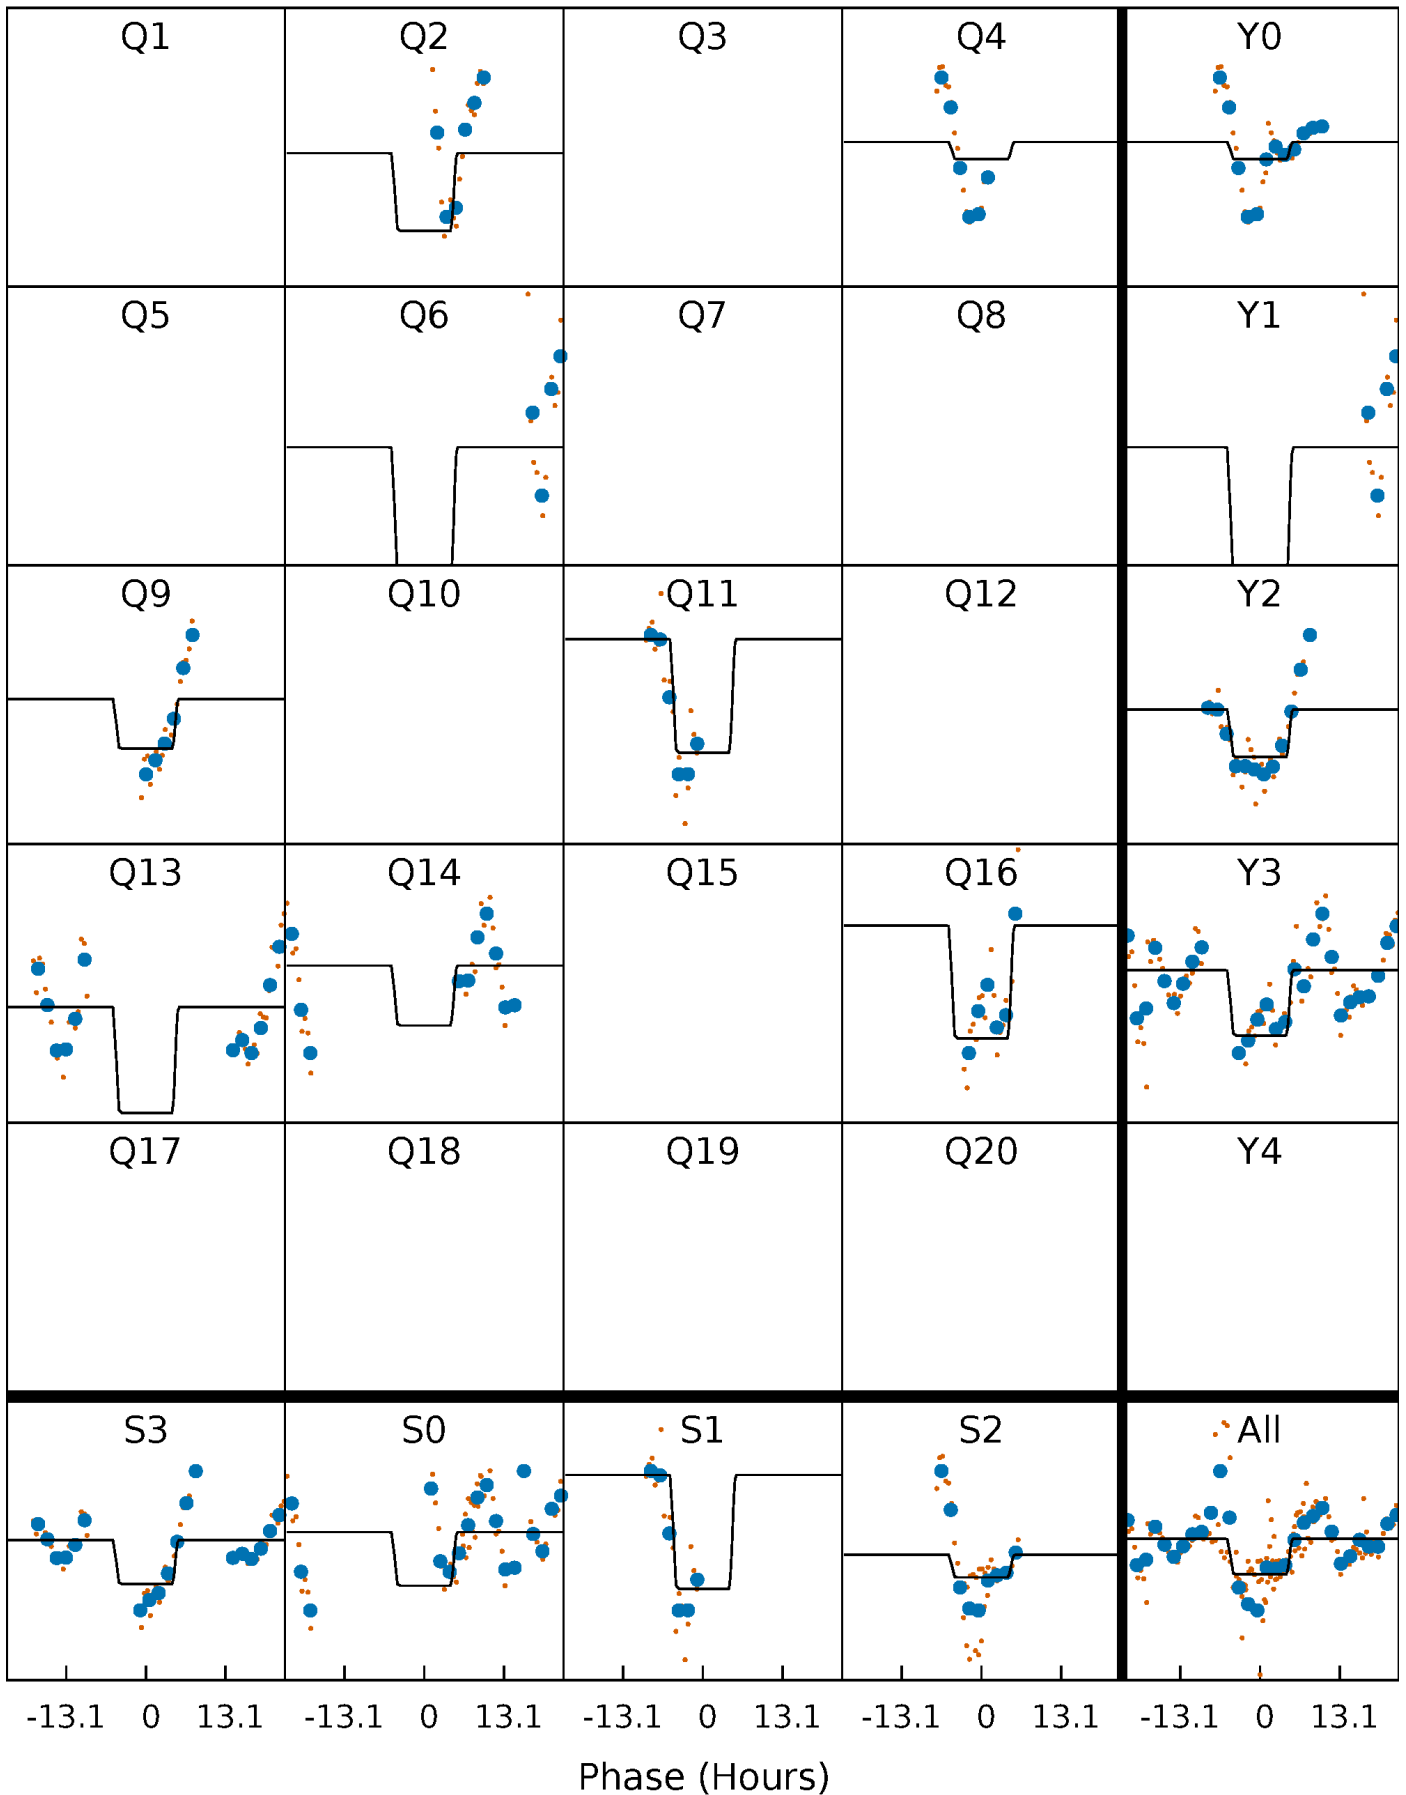 Q1 Q2 Q3 Q4 Y0
Q5 Q6 Q7 Q8 Y1
Q9 Q10 Q11 Q12 Y2
Q13 Q14 Q15 Q16 Y3
Q17 Q18 Q19 Q20 Y4
S3 S0 S1 S2 All
-13.1 0 13.1 -13.1 0 13.1 -13.1 0 13.1 -13.1 0 13.1 -13.1 0 13.1
Phase (Hours)